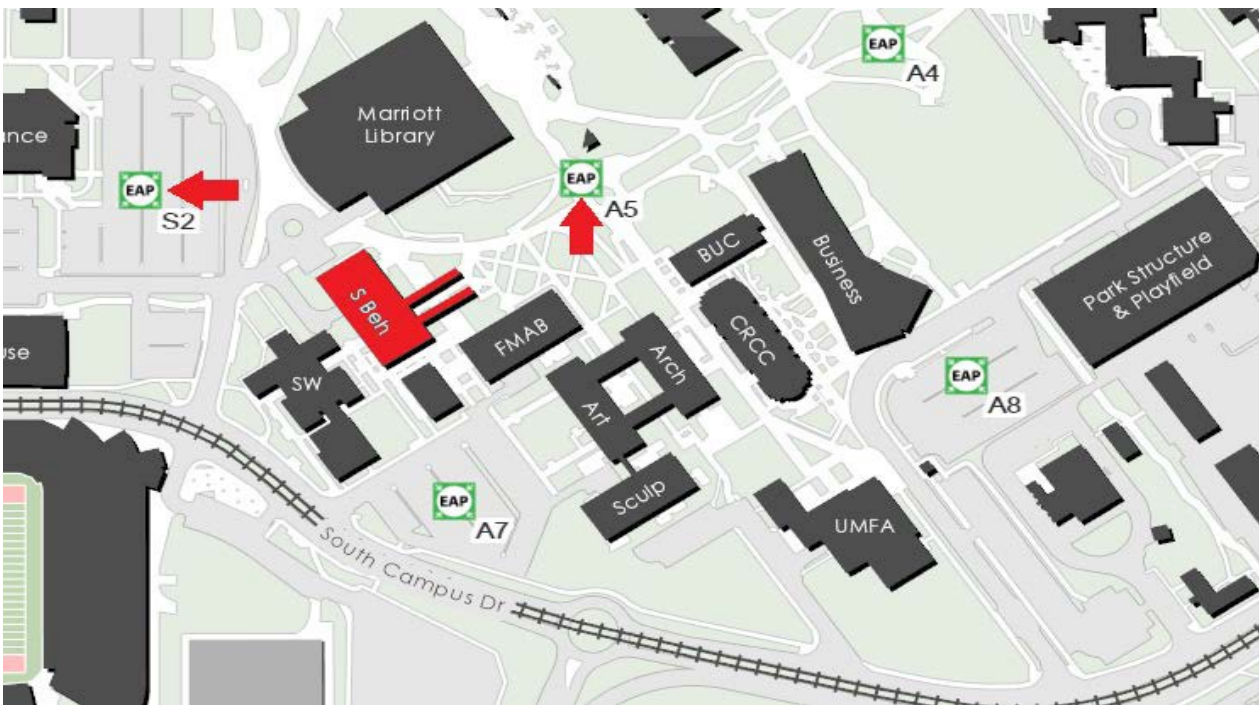 EAP
A4
Marriott
Library
ance
EAP
S2
EAP
A5
BUC
Business
Park Structure
& Playfield
S Beh
FMAB
CRCC
use
SW
Arch
Art
EAP
A8
EAP
A7
Sculp
UMFA
South Campus Dr